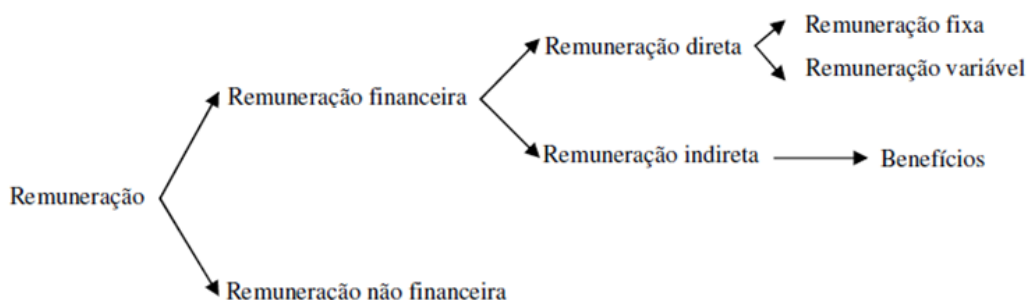 Remuneração fixa
Remuneração direta
Remuneração variável
Remuneração financeira
Remuneração indireta
Benefícios
Remuneração
Remuneração não financeira